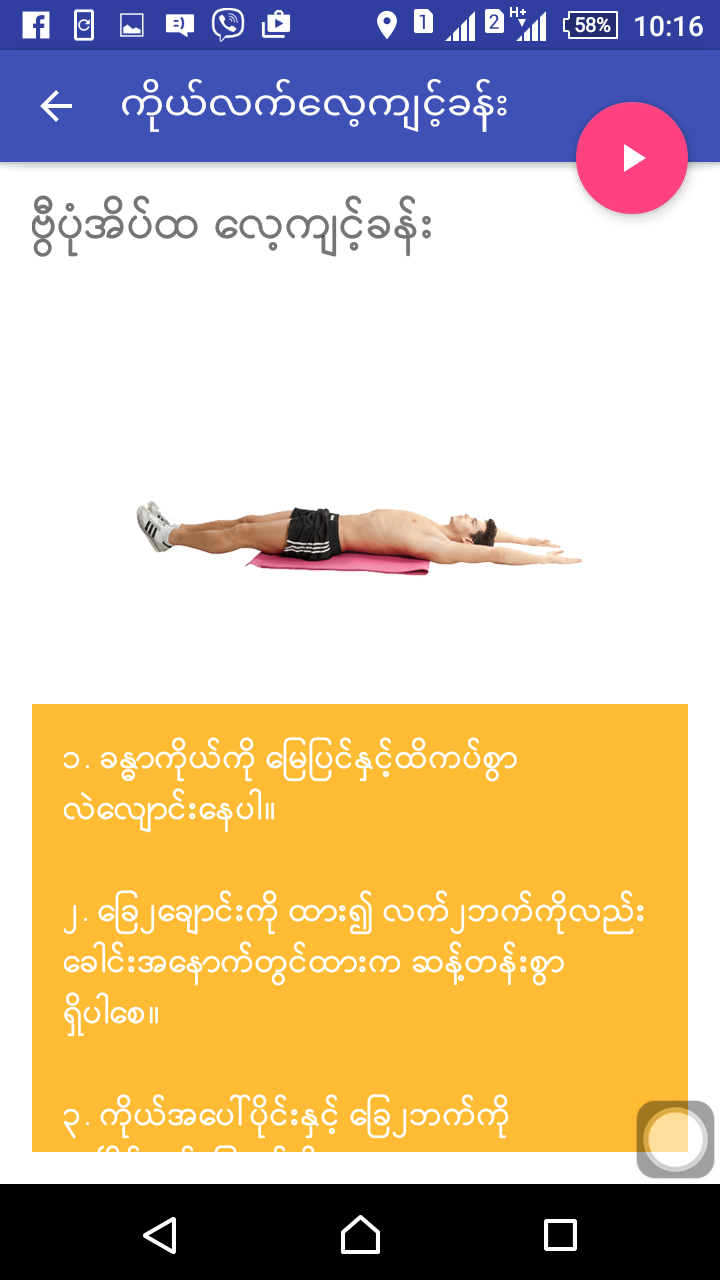 1 2 H+ 58% 10:16
ကိုယ်လက်လေ့ကျင့်ခန်း
ဗွီပုံအိပ်ထ လေ့ကျင့်ခန်း
၁. ခန္ဓာကိုယ်ကို မြေပြင်နှင့်ထိကပ်စွာ
လဲလျောင်းနေပါ။
၂. ခြေ၂ချောင်းကို ထား၍ လက်၂ဘက်ကိုလည်း
ခေါင်းအနောက်တွင်ထားက ဆန့်တန်းစွာ
ရှိပါစေ။
၃. ကိုယ်အပေါ်ပိုင်းနှင့် ခြေ၂ဘက်ကို